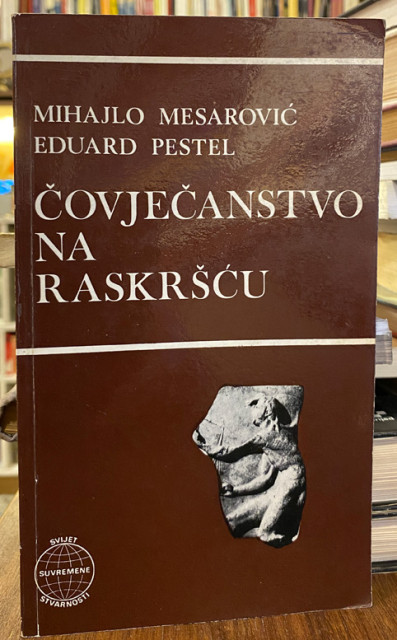 MIHAJLO MESAROVIĆ
EDUARD PESTEL
ČOVJEČANSTVO
NA
RASKRŠĆU
SVIJET
SUVREMENE
STVARNOSTI